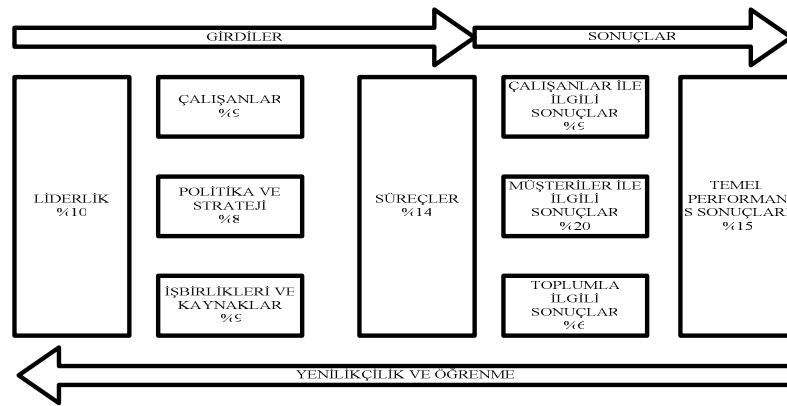 GİRDİLER
SONUÇLAR
LİDERLİK
%10
ÇALIŞANLAR
%9
POLİTİKA VE
STRATEJİ
%8
İŞBİRLİKLERİ VE
KAYNAKLAR
%9
SÜREÇLER
%14
ÇALIŞANLAR İLE
İLGİLİ
SONUÇLAR
%9
MÜŞTERİLER İLE
İLGİLİ
SONUÇLAR
%20
TOPLUMLA
İLGİLİ
SONUÇLAR
%6
TEMEL
PERFORMAN
S SONUÇLARI
%15
YENİLİKÇİLİK VE ÖĞRENME